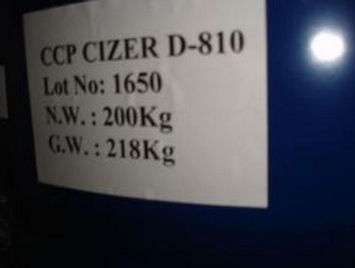 CCP CIZER D-810
Lot No: 1650
N.W. : 200Kg
G.W. : 218Kg